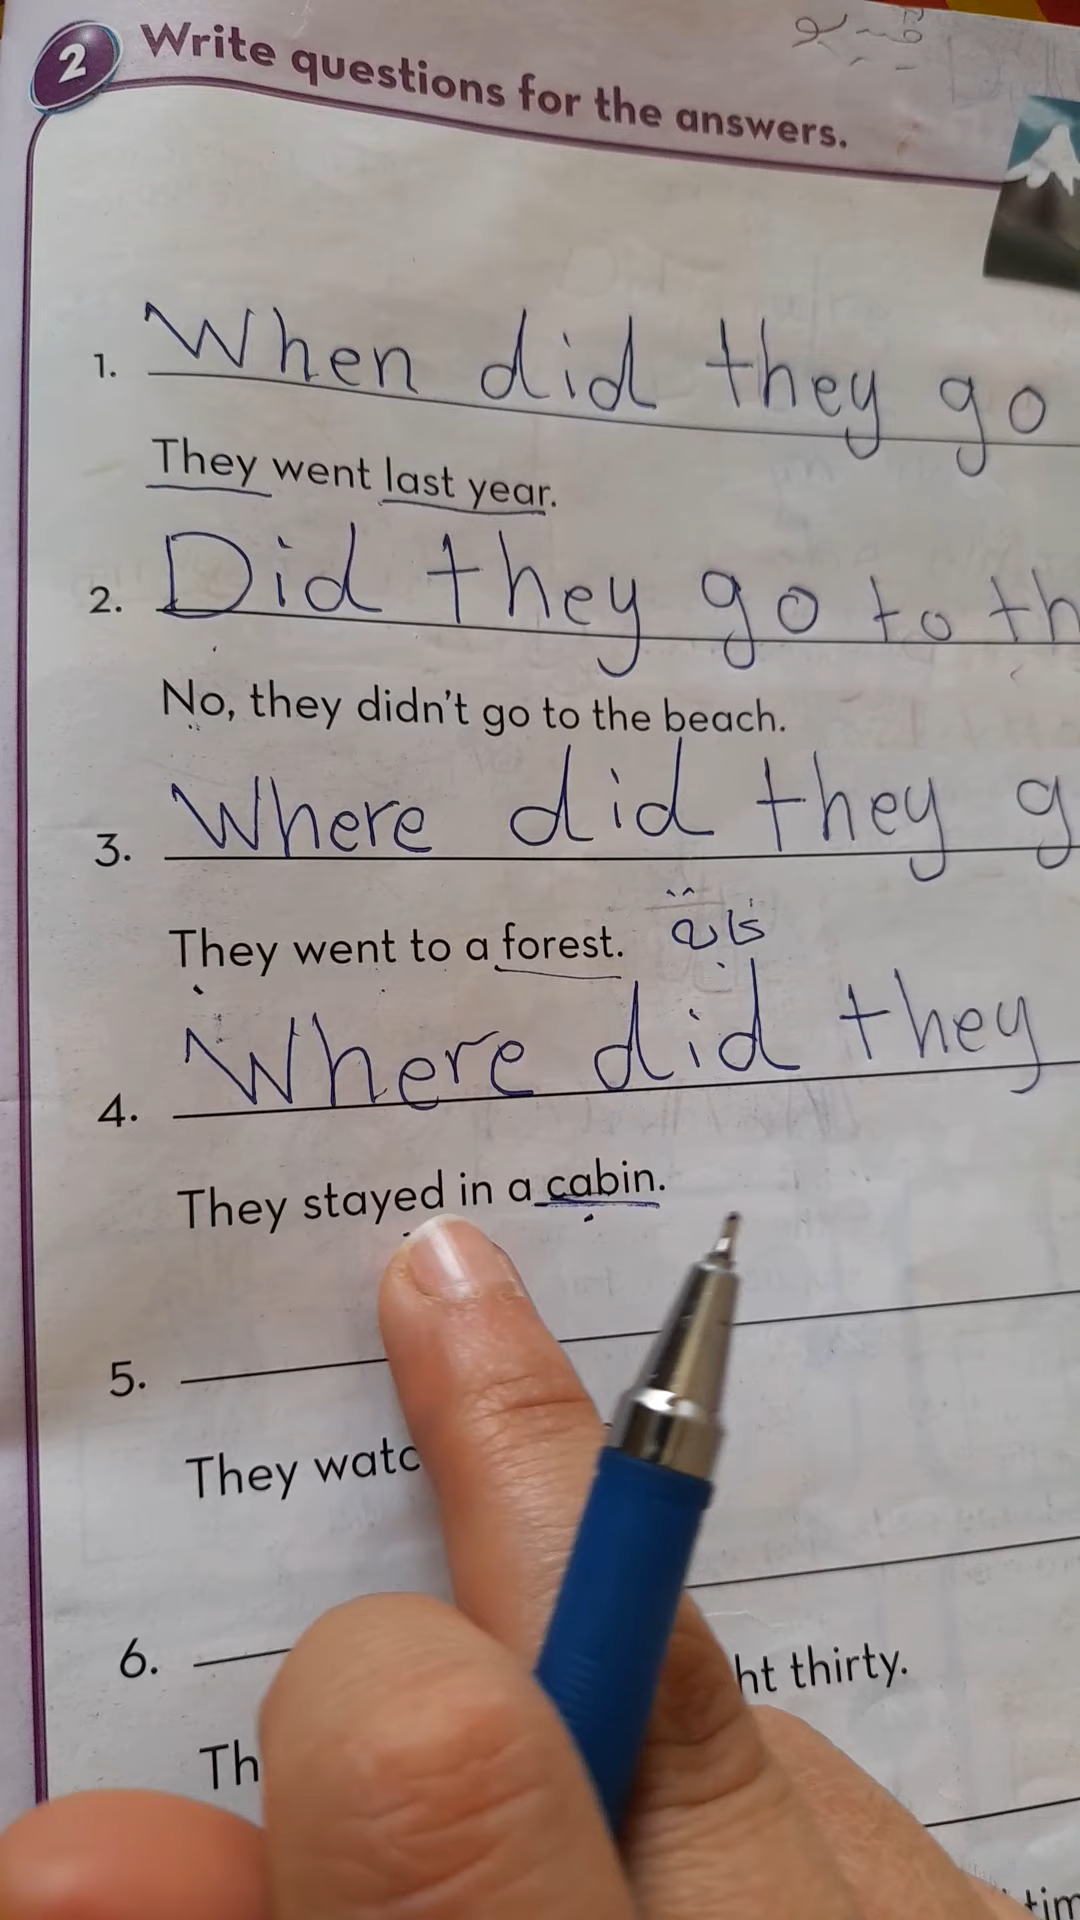 2 Write questions for the answers.
1. When did they go
They went last year.
2. Did they go to th
No, they didn't go to the beach.
3. Where did they g
They went to a forest. غابة
4. Where did they
They stayed in a cabin.
5.
They watc
6.
Th ht thirty.
tim